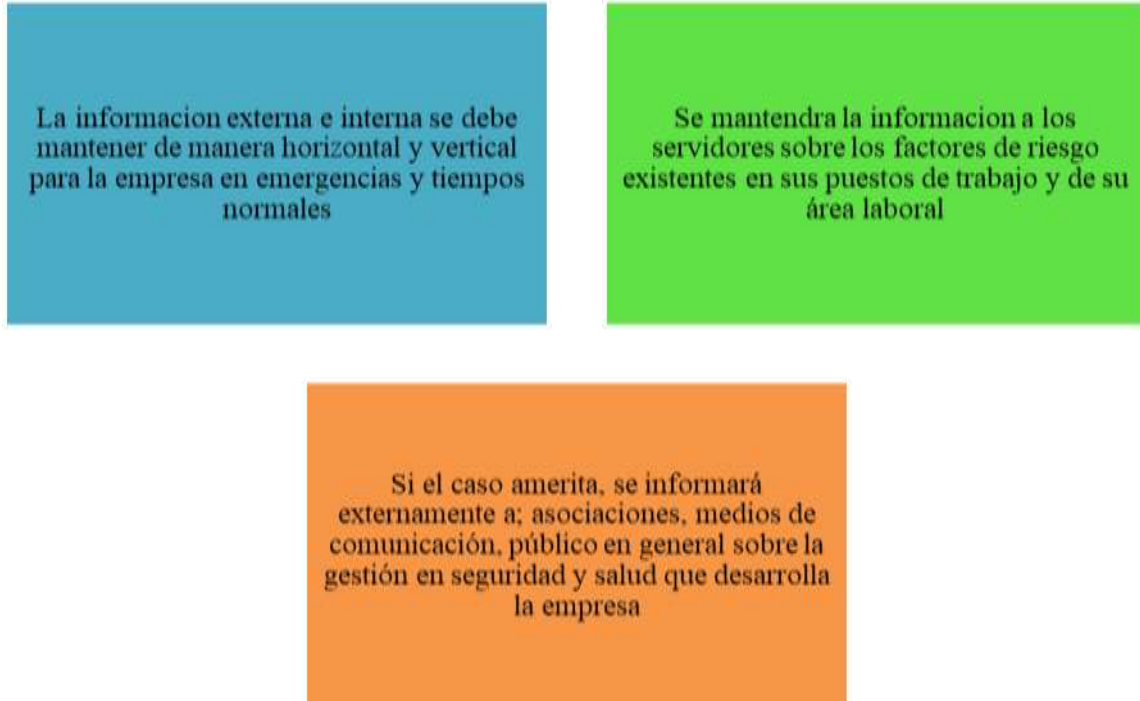 La informacion externa e interna se debe
mantener de manera horizontal y vertical
para la empresa en emergencias y tiempos
normales
Se mantendra la informacion a los
servidores sobre los factores de riesgo
existentes en sus puestos de trabajo y de su
área laboral
Si el caso amerita, se informará
externamente a; asociaciones, medios de
comunicación, público en general sobre la
gestión en seguridad y salud que desarrolla
la empresa